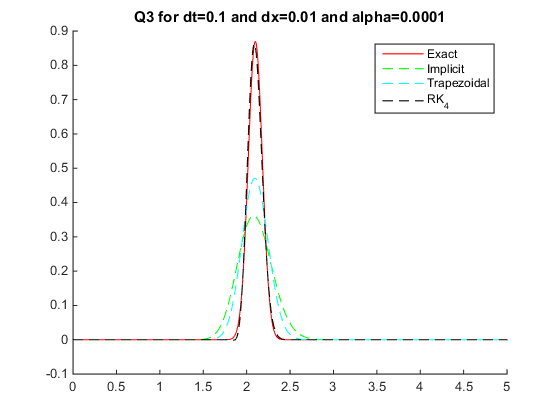 Q3 for dt=0.1 and dx=0.01 and alpha=0.0001
0.9
0.8
0.7
0.6
0.5
0.4
0.3
0.2
0.1
0
-0.1
Exact
Implicit
Trapezoidal
RK4
0 0.5 1 1.5 2 2.5 3 3.5 4 4.5 5